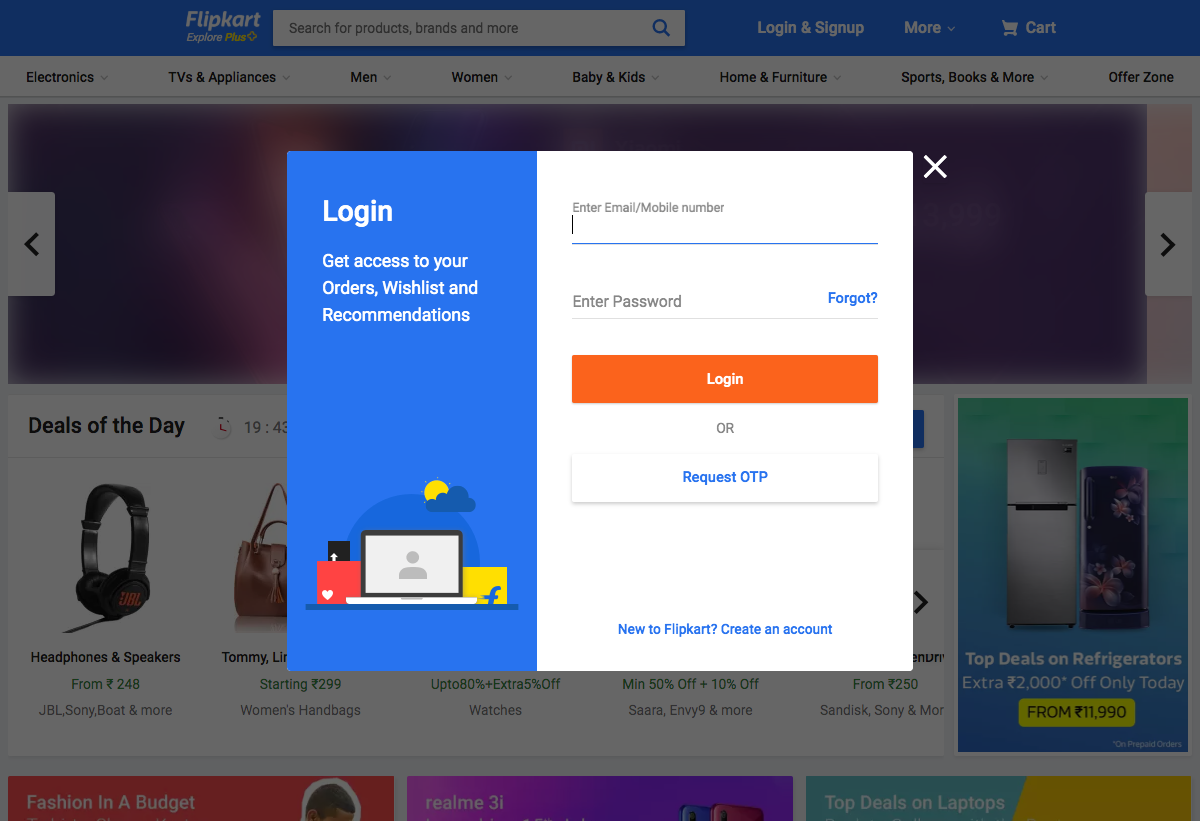 Flipkart
Explore Plus
Search for products, brands and more
Login & Signup
More
Cart
Electronics
TVs & Appliances
Men
Women
Baby & Kids
Home & Furniture
Sports, Books & More
Offer Zone
Login
Get access to your
Orders, Wishlist and
Recommendations
Enter Email/Mobile number
Enter Password
Forgot?
Login
OR
Request OTP
New to Flipkart? Create an account
Deals of the Day
19 : 43
JBL
Headphones & Speakers
From ₹ 248
JBL,Sony,Boat & more
Tommy,
Starting ₹299
Women's Handbags
Upto80%+Extra5%Off
Watches
Min 50% Off + 10% Off
Saara, Envy9 & more
From ₹250
Sandisk, Sony & Mor
Top Deals on Refrigerators
Extra ₹2,000* Off Only Today
FROM ₹11,990
*On Prepaid Orders
Fashion In A Budget
realme 3i
Top Deals on Laptops